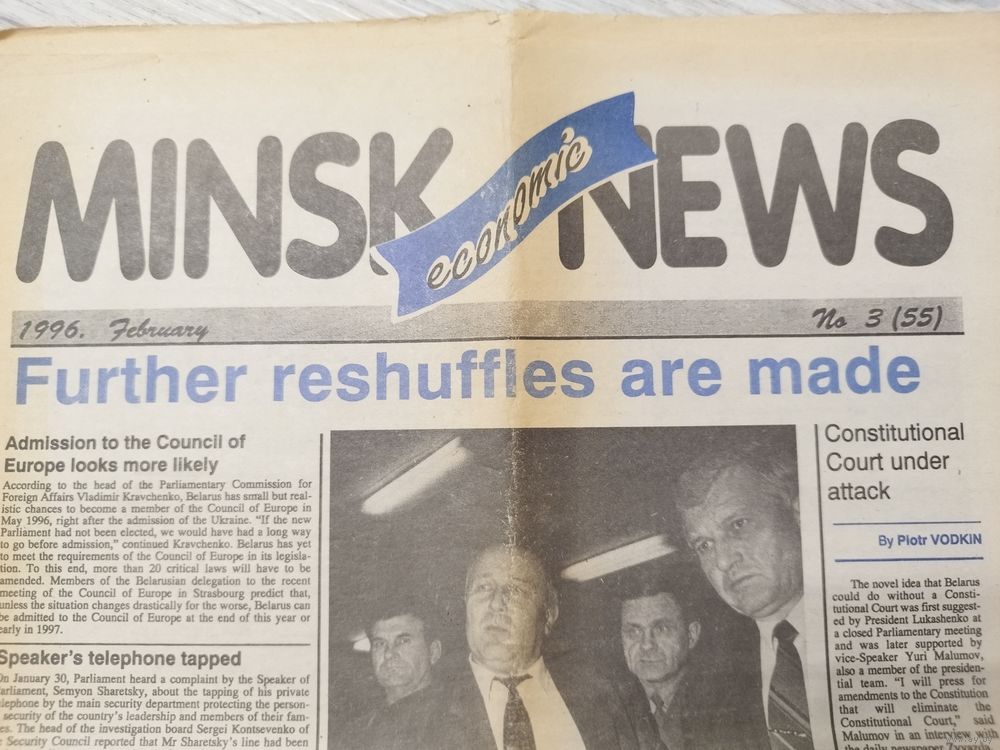 MINSK economic NEWS
1996. February No 3 (55)
Further reshuffles are made
Admission to the Council of
Europe looks more likely
According to the head of the Parliamentary Commission for
Foreign Affairs Vladimir Kravchenko, Belarus has small but real-
istic chances to become a member of the Council of Europe in
May 1996, right after the admission of the Ukraine. “If the new
Parliament had not been elected, we would have had a long way
to go before admission,” continued Kravchenko. Belarus has yet
to meet the requirements of the Council of Europe in its legisla-
tion. To this end, more than 20 critical laws will have to be
amended. Members of the Belarusian delegation to the recent
meeting of the Council of Europe in Strasbourg predict that,
unless the situation changes drastically for the worse, Belarus can
be admitted to the Council of Europe at the end of this year or
early in 1997.
Speaker's telephone tapped
On January 30, Parliament heard a complaint by the Speaker of
arliament, Semyon Sharetsky, about the tapping of his private
lephone by the main security department protecting the person-
security of the country's leadership and members of their fam-
es. The head of the investigation board Sergei Kontsevenko of
Security Council reported that Mr Sharetsky's line had been
Constitutional
Court under
attack
By Piotr VODKIN
The novel idea that Belarus
could do without a Consti-
tutional Court was first suggest-
ed by President Lukashenko at
a closed Parliamentary meeting
and was later supported by
vice-Speaker Yuri Malumov,
also a member of the presiden-
tial team. “I will press for
amendments to the Constitution
that will eliminate the
Constitutional Court,” said
Malumov in an interview with
the daily newspaper